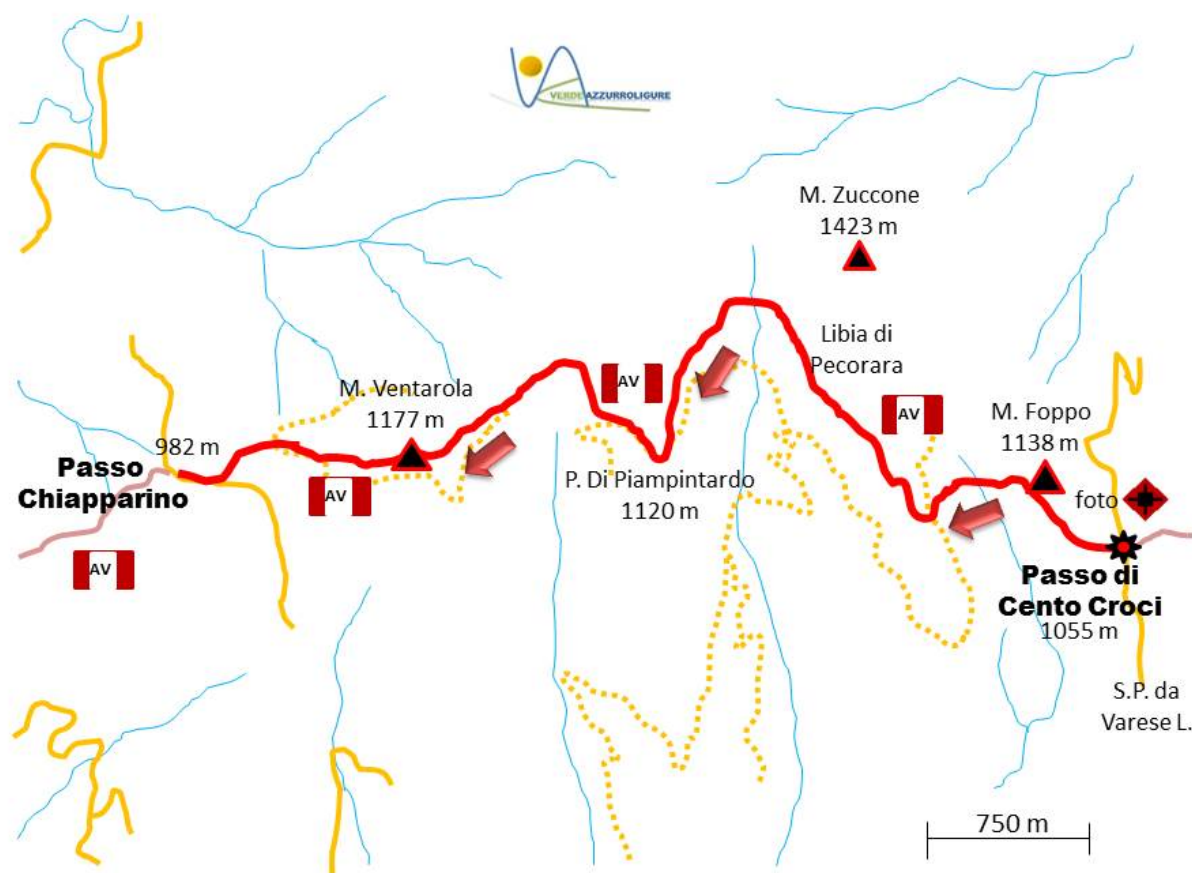 VERDEAZZURROLIGURE
M. Zuccone
1423 m
Libia di
Pecorara
AV
M. Ventarola
1177 m
AV
M. Foppo
1138 m
982 m
Passo
Chiapparino
P. Di Piampintardo
1120 m
AV
foto
AV
Passo di
Cento Croci
1055 m
S.P. da
Varese L.
750 m